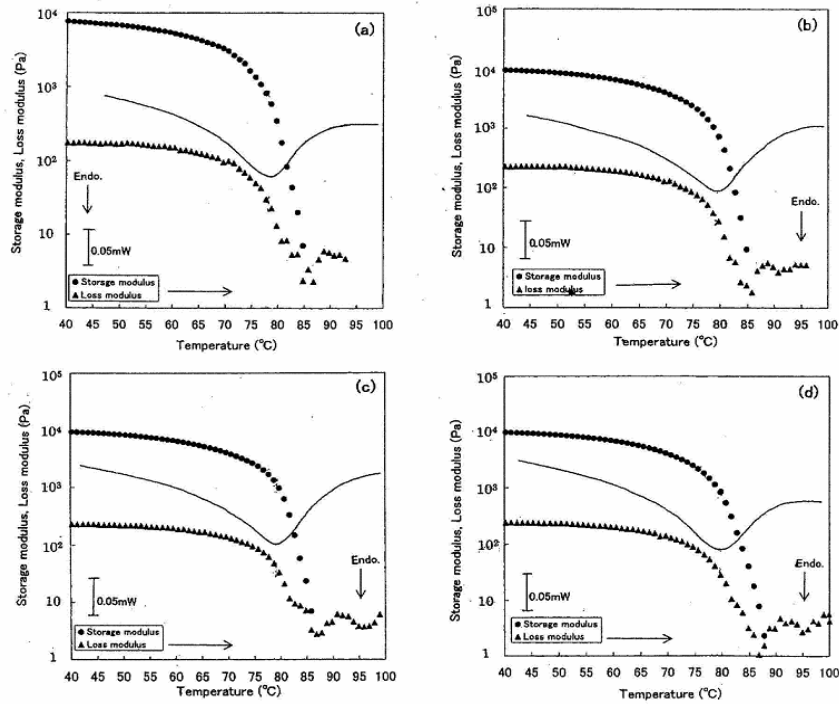 (a)
Storage modulus, Loss modulus (Pa)
10⁴
10³
10²
10
1
Endo.
0.05mW
● Storage modulus
▲ Loss modulus
40 45 50 55 60 65 70 75 80 85 90 95 100
Temperature (°C)
(b)
Storage modulus, Loss modulus (Pa)
10⁵
10⁴
10³
10²
10
1
Endo.
0.05mW
● Storage modulus
▲ loss modulus
40 45 50 55 60 65 70 75 80 85 90 95 100
Temperature (°C)
(c)
Storage modulus, Loss modulus (Pa)
10⁵
10⁴
10³
10²
10
1
Endo.
0.05mW
● Storage modulus
▲ Loss modulus
40 45 50 55 60 65 70 75 80 85 90 95 100
Temperature (°C)
(d)
Storage modulus, Loss modulus (Pa)
10⁵
10⁴
10³
10²
10
1
Endo.
0.05mW
● Storage modulus
▲ Loss modulus
40 45 50 55 60 65 70 75 80 85 90 95 100
Temperature (°C)